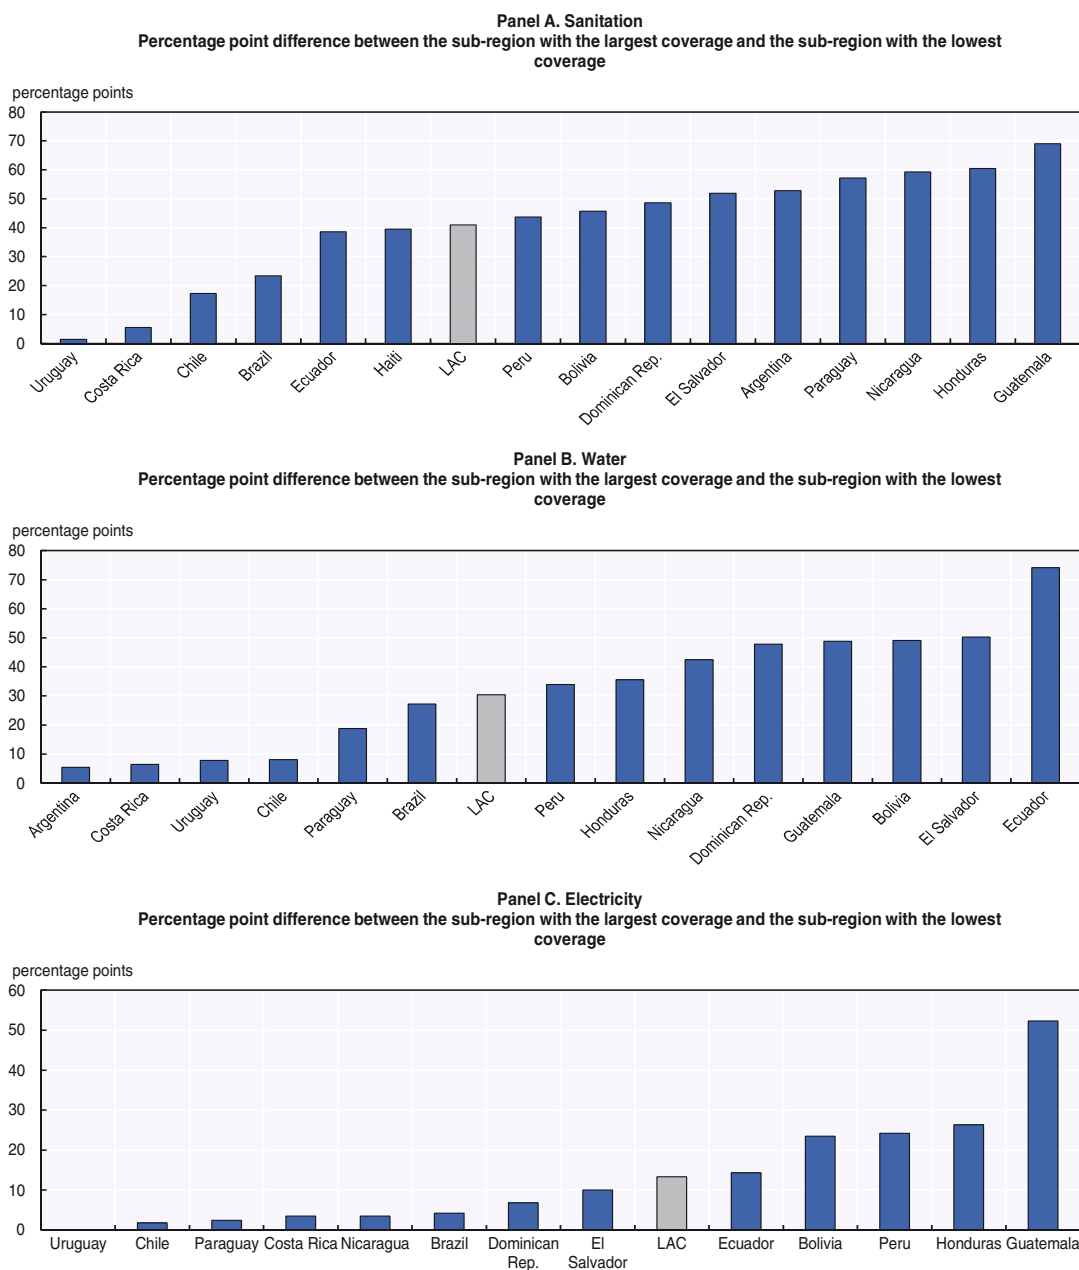 Panel A. Sanitation
Percentage point difference between the sub-region with the largest coverage and the sub-region with the lowest
coverage
percentage points
80
70
60
50
40
30
20
10
0
Uruguay
Costa Rica
Chile
Brazil
Ecuador
Haiti
LAC
Peru
Bolivia
Dominican Rep.
El Salvador
Argentina
Paraguay
Nicaragua
Honduras
Guatemala
Panel B. Water
Percentage point difference between the sub-region with the largest coverage and the sub-region with the lowest
coverage
percentage points
80
70
60
50
40
30
20
10
0
Argentina
Costa Rica
Uruguay
Chile
Paraguay
Brazil
LAC
Peru
Honduras
Nicaragua
Dominican Rep.
Guatemala
Bolivia
El Salvador
Ecuador
Panel C. Electricity
Percentage point difference between the sub-region with the largest coverage and the sub-region with the lowest
coverage
percentage points
60
50
40
30
20
10
0
Uruguay
Chile
Paraguay
Costa Rica
Nicaragua
Brazil
Dominican
Rep.
El
Salvador
LAC
Ecuador
Bolivia
Peru
Honduras
Guatemala